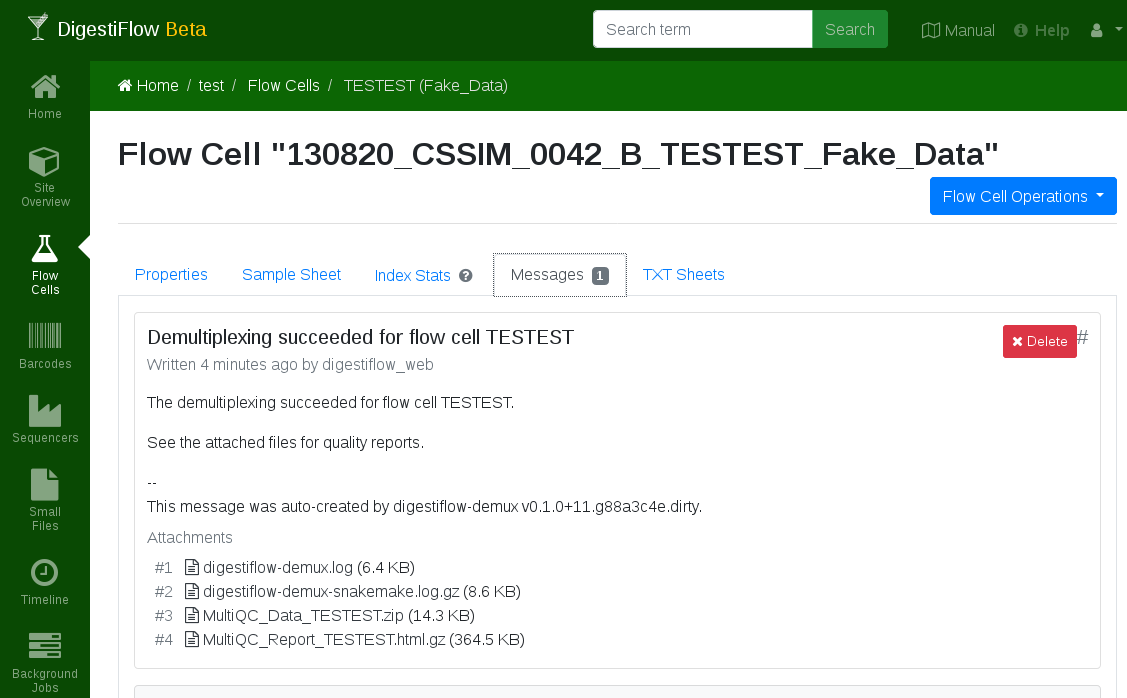 DigestiFlow Beta
Search term
Search
Manual
Help
Home
Site
Overview
Flow
Cells
Barcodes
Sequencers
Small
Files
Timeline
Background
Jobs
Home / test / Flow Cells / TESTEST (Fake_Data)
Flow Cell "130820_CSSIM_0042_B_TESTEST_Fake_Data"
Flow Cell Operations
Properties
Sample Sheet
Index Stats
Messages 1
TXT Sheets
Demultiplexing succeeded for flow cell TESTEST
Delete #
Written 4 minutes ago by digestiflow_web
The demultiplexing succeeded for flow cell TESTEST.
See the attached files for quality reports.
--
This message was auto-created by digestiflow-demux v0.1.0+11.g88a3c4e.dirty.
Attachments
#1 digestiflow-demux.log (6.4 KB)
#2 digestiflow-demux-snakemake.log.gz (8.6 KB)
#3 MultiQC_Data_TESTEST.zip (14.3 KB)
#4 MultiQC_Report_TESTEST.html.gz (364.5 KB)